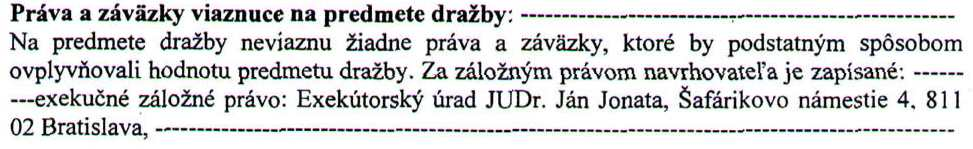 Práva a záväzky viaznuce na predmete dražby: ------------------------------------------------
Na predmete dražby neviaznu žiadne práva a záväzky, ktoré by podstatným spôsobom
ovplyvňovali hodnotu predmetu dražby. Za záložným právom navrhovateľa je zapísané: ------
---exekučné záložné právo: Exekútorský úrad JUDr. Ján Jonata, Šafárikovo námestie 4, 811
02 Bratislava, ----------------------------------------------------------------------------------------